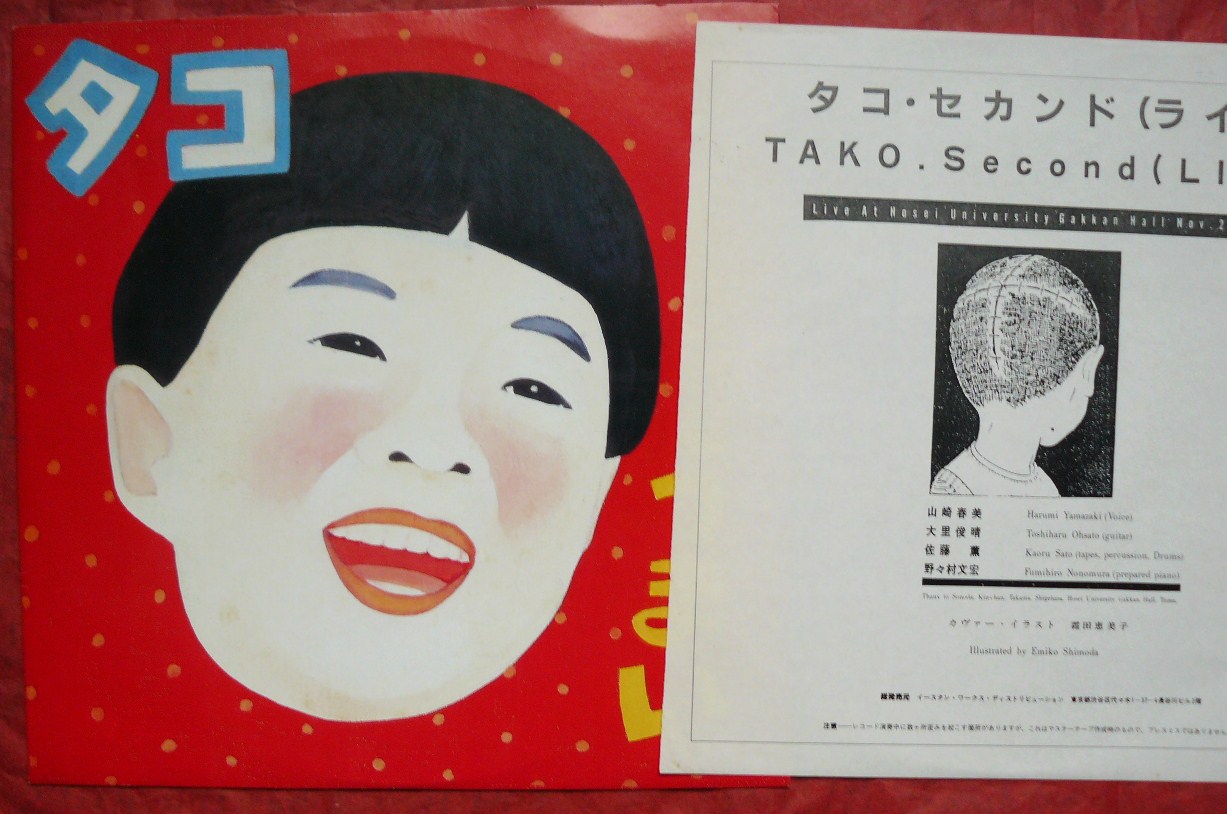 タコ
タコ・セカンド(ライ
TAKO.Second(LI
Live At Hosei University Gakkan Hall Nov.2
山崎春美 Harumi Yamazaki (Voice)
大里俊晴 Toshiharu Ohsato (guitar)
佐藤 薫 Kaoru Sato (tapes, percussion, Drums)
野々村文宏 Fumihiro Nonomura (prepared piano)
Hosei University Gakkan Hall,
カヴァー・イラスト 霜田恵美子
Illustrated by Emiko Shimoda
イースタン・ワークス・ディストリビューション